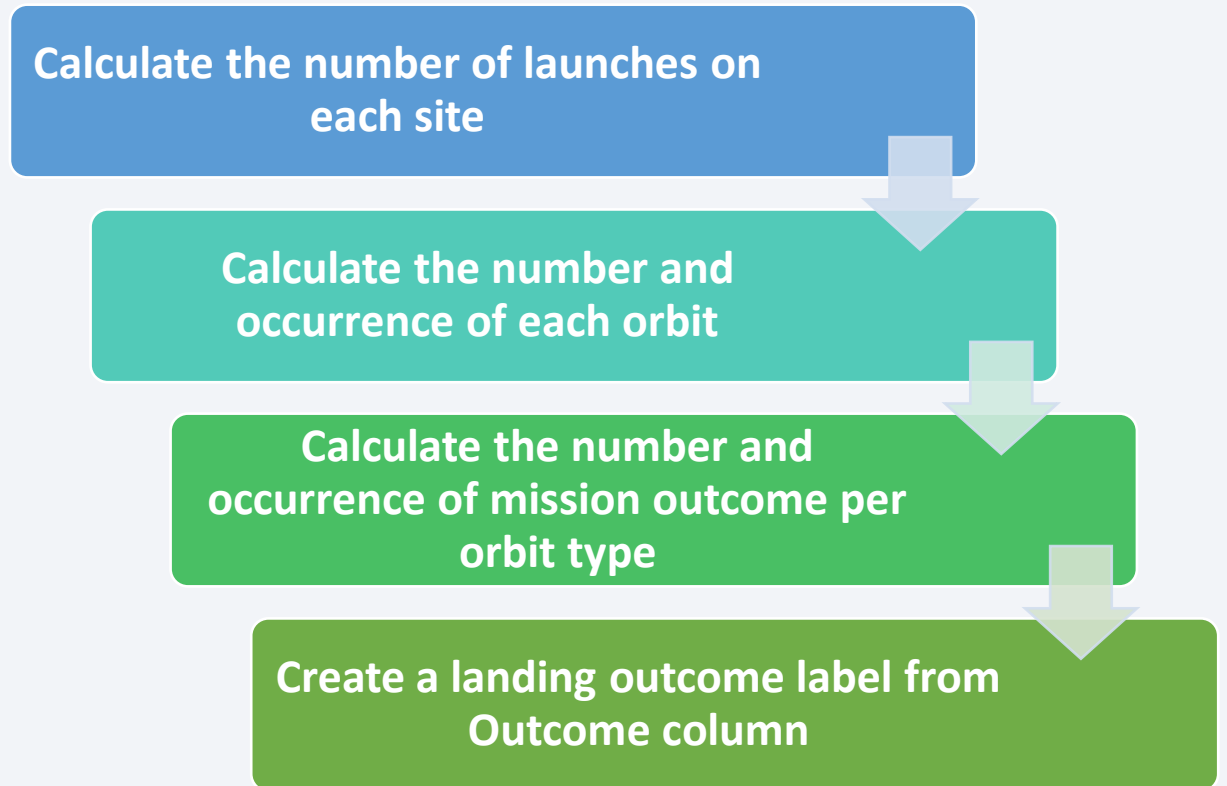 Calculate the number of launches on
each site
Calculate the number and
occurrence of each orbit
Calculate the number and
occurrence of mission outcome per
orbit type
Create a landing outcome label from
Outcome column